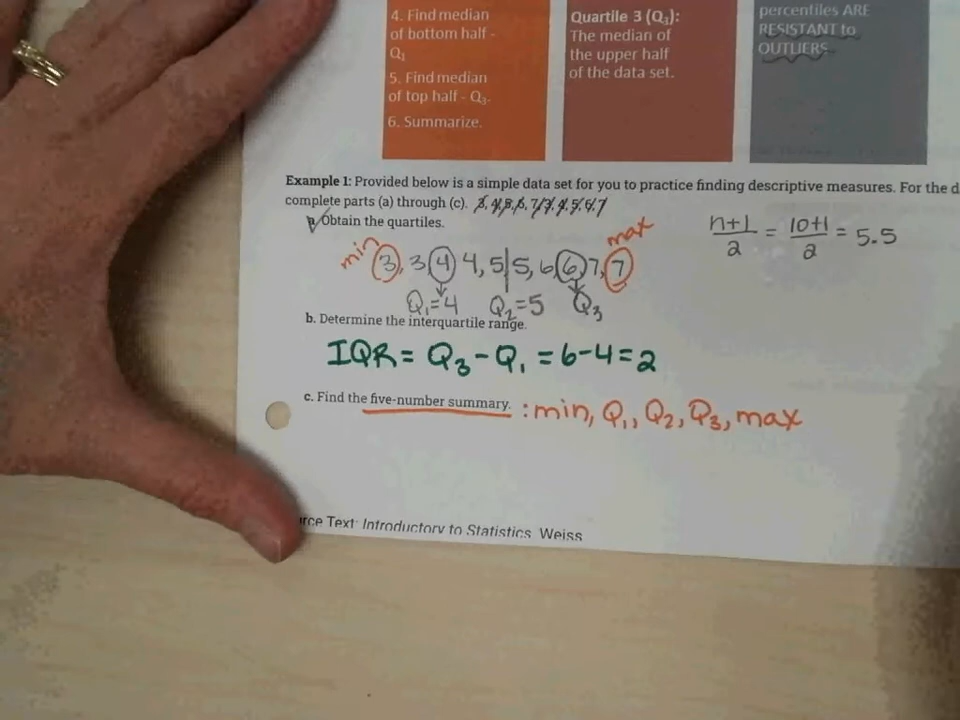 4. Find median
of bottom half -
Q₁
5. Find median
of top half - Q₃.
6. Summarize.
Quartile 3 (Q₃):
The median of
the upper half
of the data set.
percentiles ARE
RESISTANT to
OUTLIERS
Example 1: Provided below is a simple data set for you to practice finding descriptive measures. For the d
complete parts (a) through (c).
a. Obtain the quartiles.
n+1/2 = 10+1/2 = 5.5
min max
3, 3 4 4, 5 | 5, 6 6 7, 7
Q₁=4 Q₂=5 Q₃
b. Determine the interquartile range.
IQR = Q₃-Q₁ = 6-4=2
c. Find the five-number summary. : min, Q₁, Q₂, Q₃, max
rce Text: Introductory to Statistics Weiss